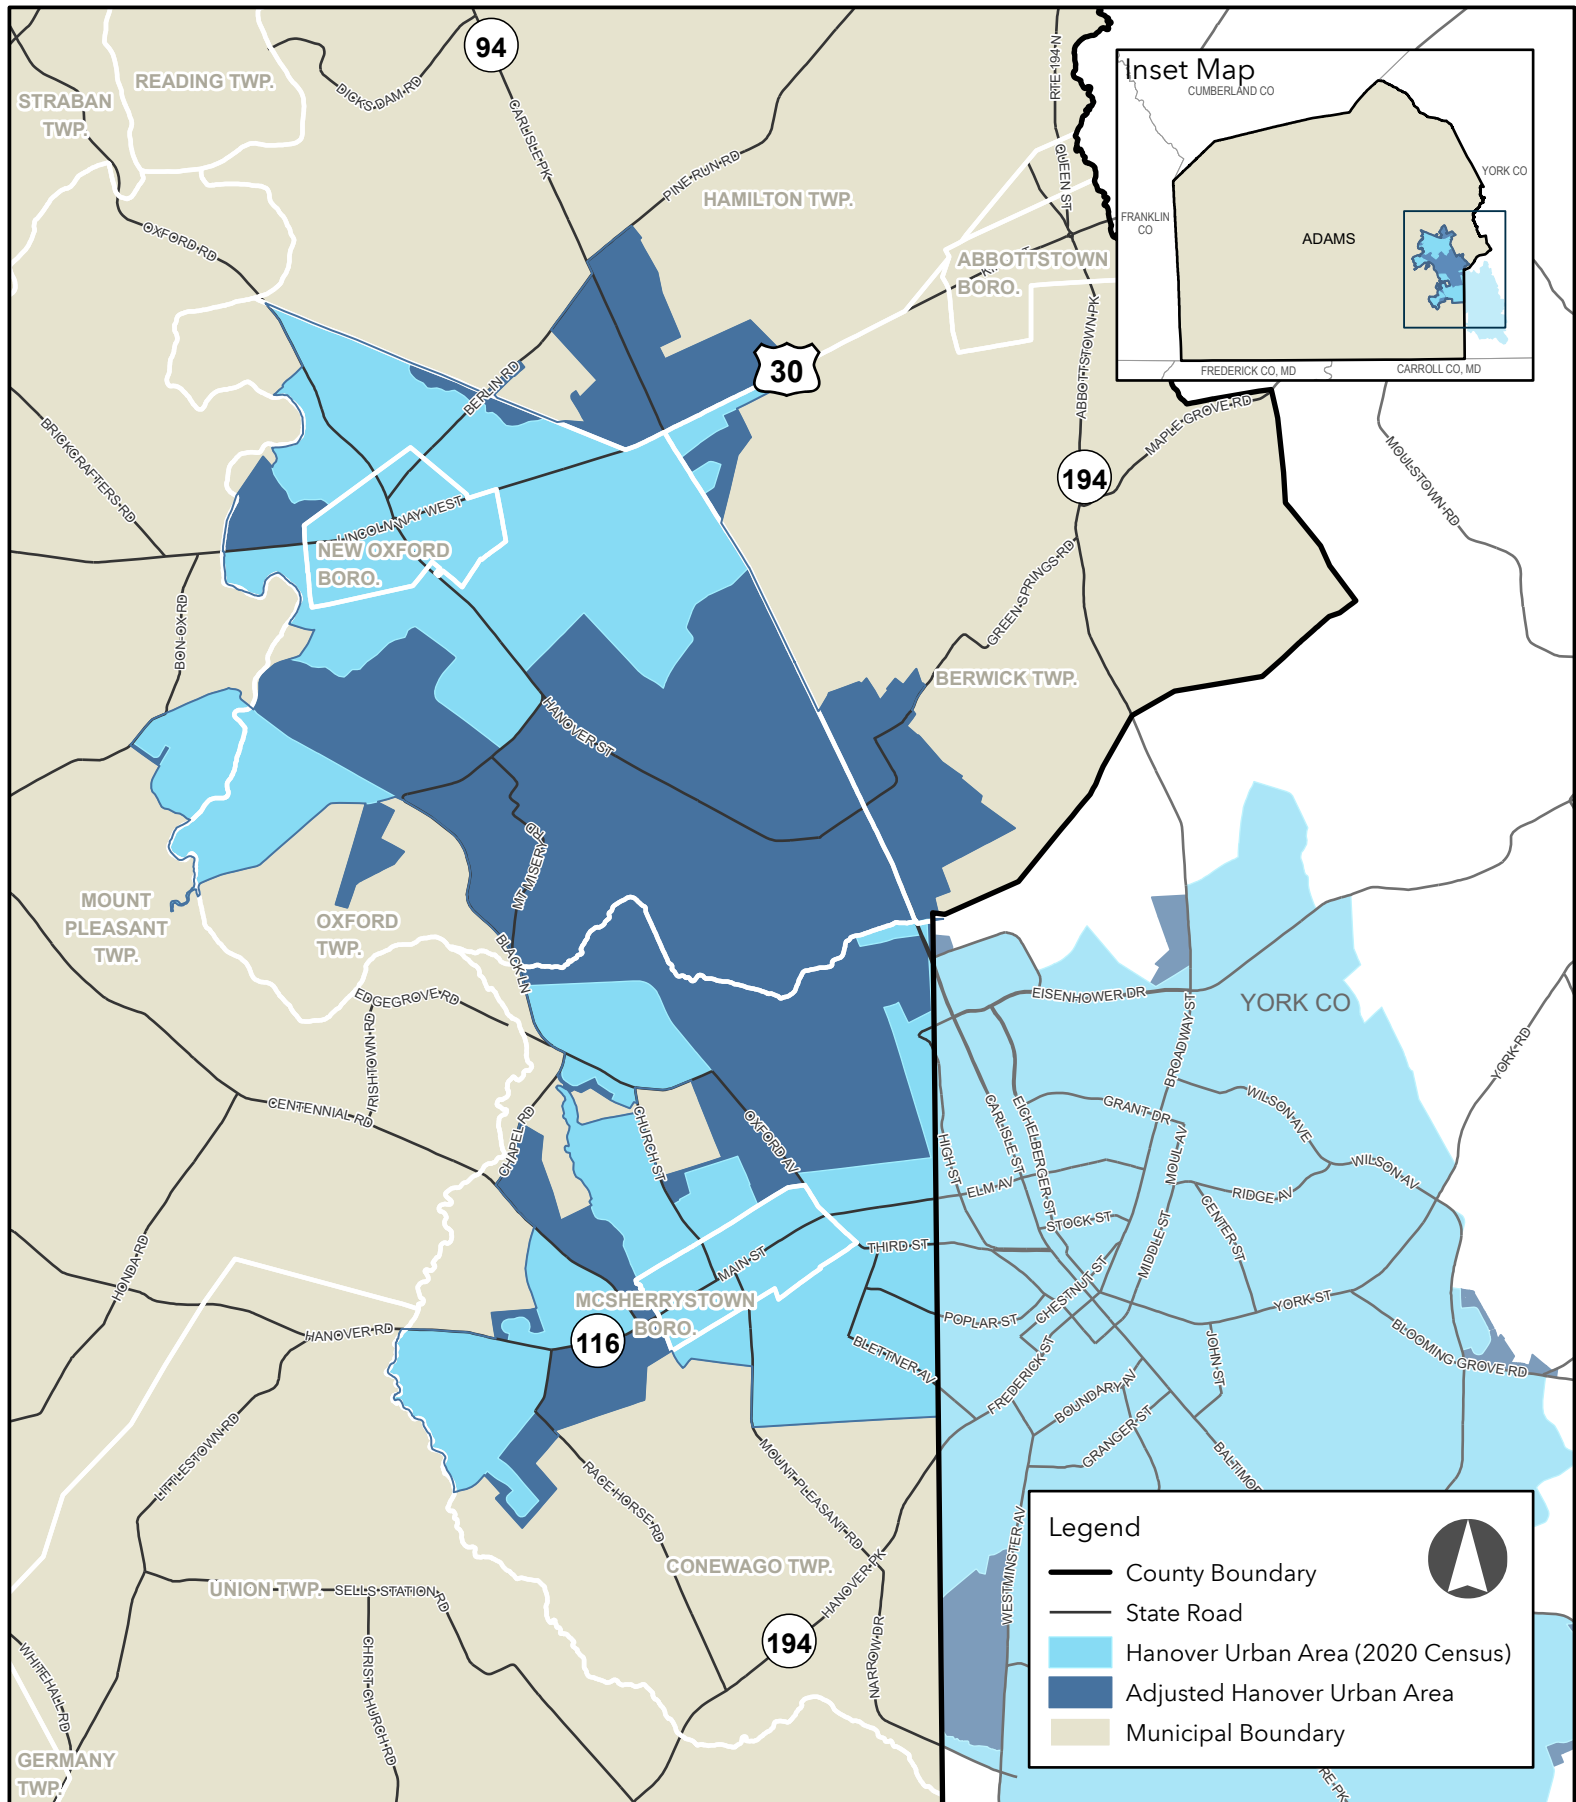 94
READING TWP.
STRABAN
TWP.
DICKS DAM RD
CARLISLE PK
PINE RUN RD
HAMILTON TWP.
RTE 194 N
QUEEN ST
OXFORD RD
ABBOTTSTOWN
BORO.
Inset Map
CUMBERLAND CO
YORK CO
FRANKLIN
CO
ADAMS
FREDERICK CO, MD
CARROLL CO, MD
30
ABBOTTSTOWN PK
BERLIN RD
MAPLE GROVE RD
BRICKCRAFTERS RD
194
MOULSTOWN RD
LINCOLN WAY WEST
NEW OXFORD
BORO.
GREEN SPRINGS RD
BON-OX RD
BERWICK TWP.
HANOVER ST
MT MISERY RD
MOUNT
PLEASANT
TWP.
OXFORD
TWP.
BLACK LN
EDGEGROVE RD
EISENHOWER DR
YORK CO
IRISHTOWN RD
BROADWAY ST
YORK RD
CENTENNIAL RD
CHAPEL RD
CHURCH ST
OXFORD AV
HIGH ST
CARLISLE ST
EICHELBERGER ST
GRANT DR
MOUL AV
WILSON AVE
WILSON AV
ELM AV
RIDGE AV
STOCK ST
CENTER ST
MIDDLE ST
HONDA RD
MAIN ST
THIRD ST
CHESTNUT ST
MCSHERRYSTOWN
BORO.
POPLAR ST
YORK ST
HANOVER RD
116
BLETTNER AV
FREDERICK ST
JOHN ST
BLOOMING GROVE RD
BOUNDARY AV
GRANGER ST
LITTLESTOWN RD
RACE HORSE RD
MOUNT PLEASANT RD
BALTIMOR
WESTMINSTER AV
CONEWAGO TWP.
HANOVER PK
UNION TWP.
SELLS STATION RD
194
NARROW DR
WHITEHALL RD
CHRIST CHURCH RD
GERMANY
TWP.
Legend
County Boundary
State Road
Hanover Urban Area (2020 Census)
Adjusted Hanover Urban Area
Municipal Boundary
RE PK